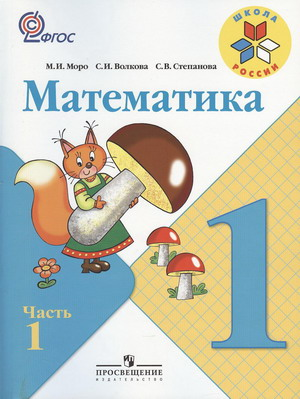 ФГОС
ШКОЛА
РОССИИ
М.И. Моро С.И. Волкова С.В. Степанова
Математика
1
Часть
1
ПРОСВЕЩЕНИЕ
ИЗДАТЕЛЬСТВО